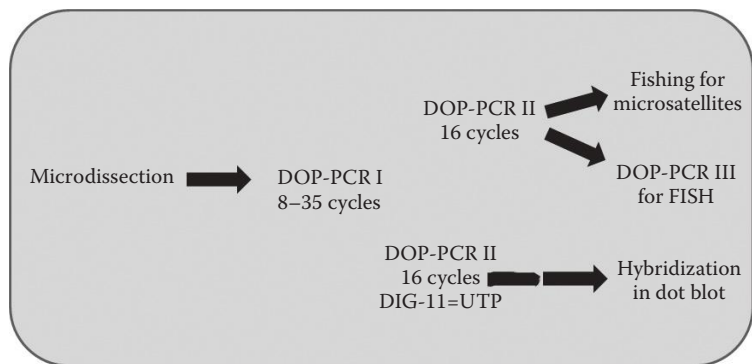 Microdissection
DOP-PCR I
8–35 cycles
DOP-PCR II
16 cycles
Fishing for
microsatellites
DOP-PCR III
for FISH
DOP-PCR II
16 cycles
DIG-11=UTP
Hybridization
in dot blot